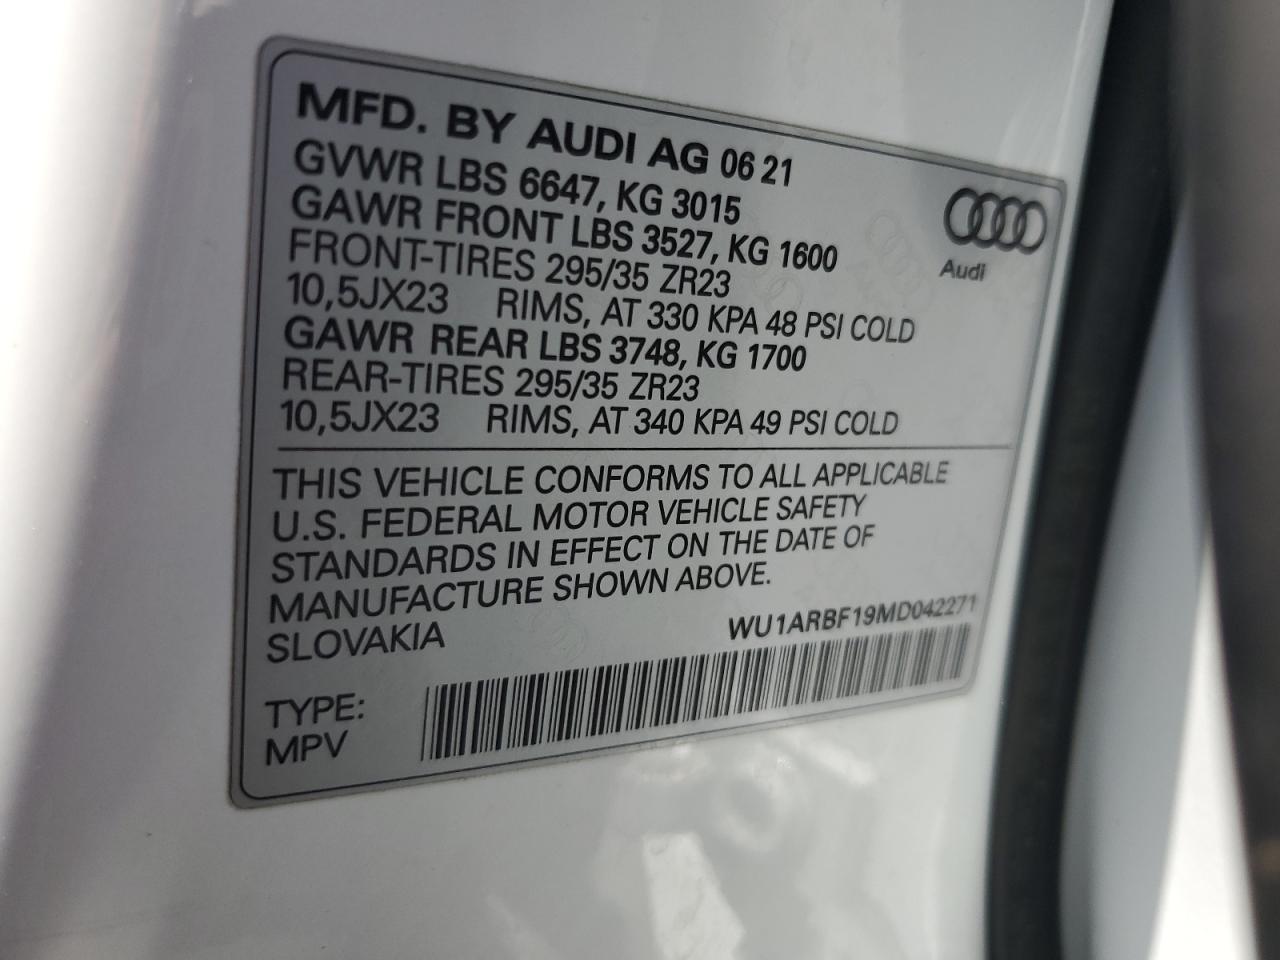 MFD. BY AUDI AG 06 21
GVWR LBS 6647, KG 3015
GAWR FRONT LBS 3527, KG 1600
FRONT-TIRES 295/35 ZR23
10,5JX23 RIMS, AT 330 KPA 48 PSI COLD
GAWR REAR LBS 3748, KG 1700
REAR-TIRES 295/35 ZR23
10,5JX23 RIMS, AT 340 KPA 49 PSI COLD
Audi
THIS VEHICLE CONFORMS TO ALL APPLICABLE
U.S. FEDERAL MOTOR VEHICLE SAFETY
STANDARDS IN EFFECT ON THE DATE OF
MANUFACTURE SHOWN ABOVE.
SLOVAKIA
WU1ARBF19MD042271
TYPE:
MPV